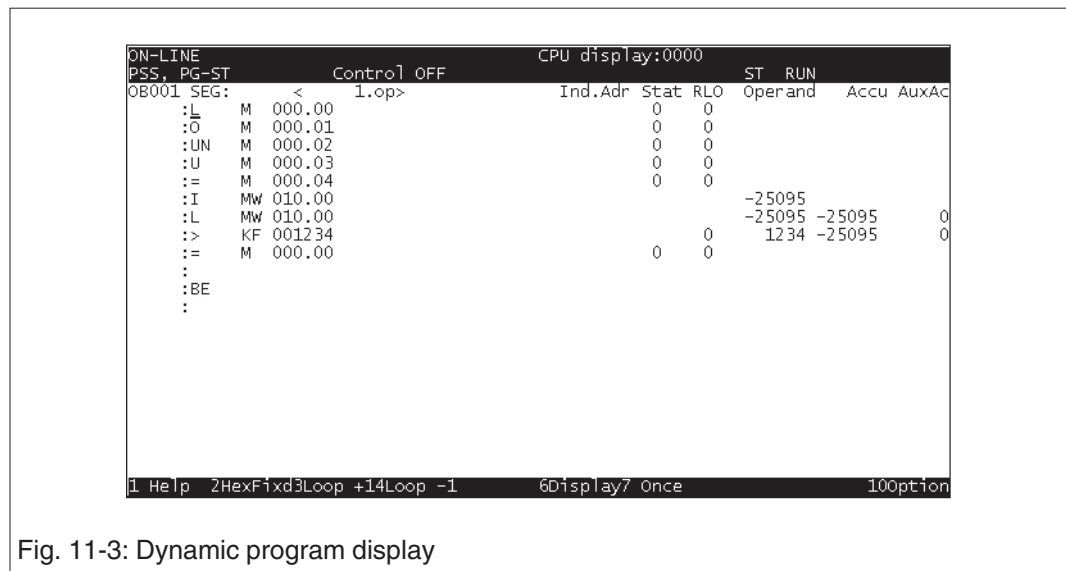 ON-LINE CPU display:0000
PSS, PG-ST Control OFF ST RUN
OB001 SEG: < 1.op> Ind.Adr Stat RLO Operand Accu AuxAc
:L M 000.00 0 0
:O M 000.01 0 0
:UN M 000.02 0 0
:U M 000.03 0 0
:= M 000.04 0 0
:I MW 010.00 -25095
:L MW 010.00 -25095 -25095 0
:> KF 001234 0 1234 -25095 0
:= M 000.00 0 0
:
:BE
:
1 Help 2HexFixd3Loop +14Loop -1 6Display7 Once 10Option
Fig. 11-3: Dynamic program display